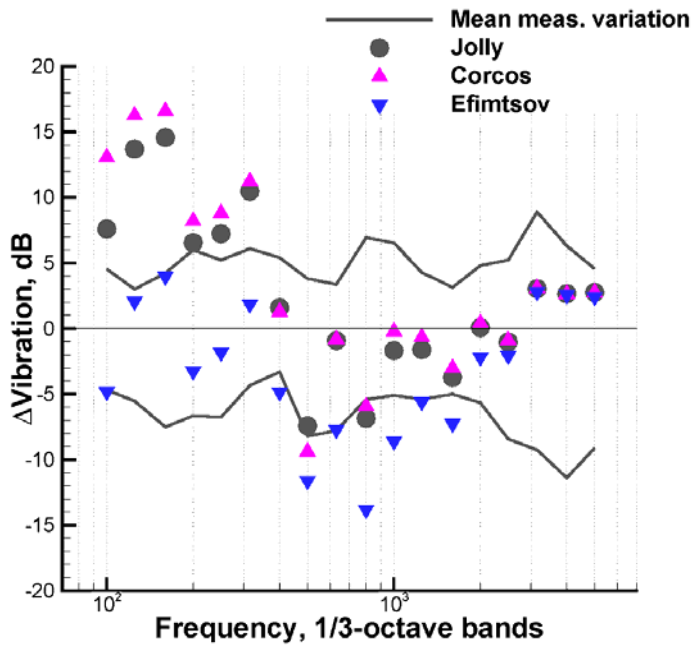 Mean meas. variation
Jolly
Corcos
Efimtsov
20
15
10
5
0
-5
-10
-15
-20
ΔVibration, dB
10² 10³
Frequency, 1/3-octave bands